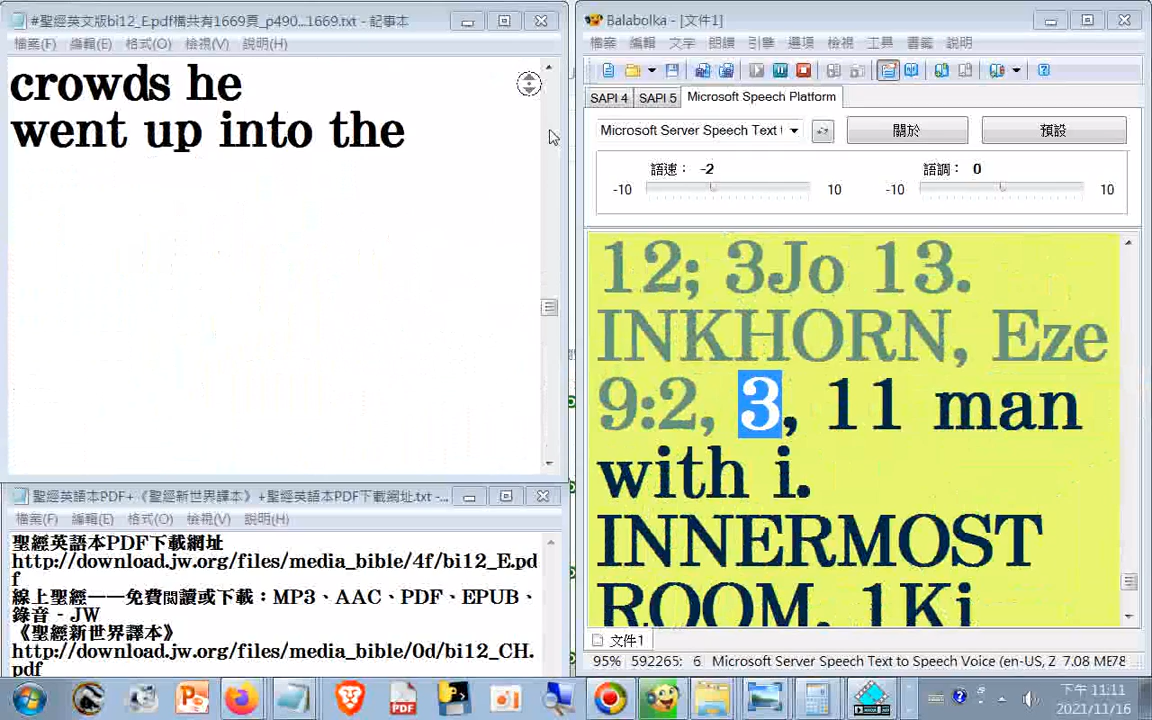 #聖經英文版bi12_E.pdf橫共有1669頁_p490...1669.txt - 記事本
檔案(F) 編輯(E) 格式(O) 檢視(V) 說明(H)
crowds he
went up into the
聖經英語本PDF+《聖經新世界譯本》+聖經英語本PDF下載網址.txt -...
檔案(F) 編輯(E) 格式(O) 檢視(V) 說明(H)
聖經英語本PDF下載網址
http://download.jw.org/files/media_bible/4f/bi12_E.pd
f
線上聖經——免費閱讀或下載：MP3、AAC、PDF、EPUB、
錄音 - JW
《聖經新世界譯本》
http://download.jw.org/files/media_bible/0d/bi12_CH.
pdf
Balabolka - [文件1]
檔案 編輯 文字 朗讀 引擎 選項 檢視 工具 書籤 說明
SAPI 4 SAPI 5 Microsoft Speech Platform
Microsoft Server Speech Text t 關於 預設
語速： -2 語調： 0
-10 10 -10 10
12; 3Jo 13.
INKHORN, Eze
9:2, 3, 11 man
with i.
INNERMOST
ROOM, 1Ki
文件1
95% 592265: 6 Microsoft Server Speech Text to Speech Voice (en-US, Z 7.08 ME78
下午 11:11
2021/11/16